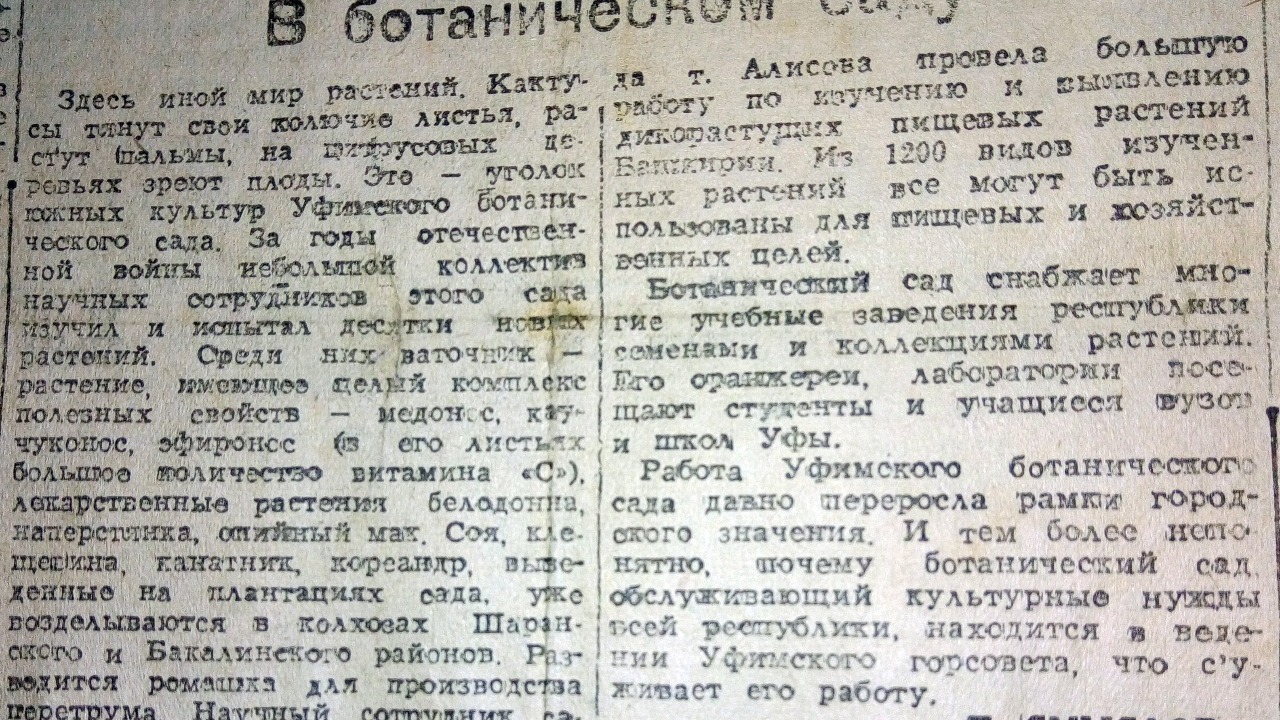 В ботаническом саду
Здесь иной мир растений. Какту-
сы тянут свои колючие листья, ра-
стут пальмы, на цитрусовых де-
ревьях зреют плоды. Это — уголок
южных культур Уфимского ботани-
ческого сада. За годы отечествен-
ной войны небольшой коллектив
научных сотрудников этого сада
изучил и испытал десятки новых
растений. Среди них ваточник —
растение, имеющее целый комплекс
полезных свойств — медонос, кау-
чуконос, эфиронос (в его листьях
большое количество витамина «С»),
лекарственные растения белодонна,
наперстянка, опийный мак. Соя, кле-
щевина, канатник, кореандр, выве-
денные на плантациях сада, уже
возделываются в колхозах Шаран-
ского и Бакалинского районов. Раз-
водится ромашка для производства
перетрума Научный сотрудник са-
да т. Алисова провела большую
работу по изучению и выявлению
дикорастущих пищевых растений
Башкирии. Из 1200 видов изучен-
ных растений все могут быть ис-
пользованы для пищевых и хозяйст-
венных целей.
Ботанический сад снабжает мно-
гие учебные заведения республики
семенами и коллекциями растений.
Его оранжереи, лаборатории посе-
щают студенты и учащиеся вузов
и школ Уфы.
Работа Уфимского ботанического
сада давно переросла рамки город-
ского значения. И тем более непо-
нятно, почему ботанический сад,
обслуживающий культурные нужды
всей республики, находится в веде-
нии Уфимского горсовета, что с'у-
живает его работу.